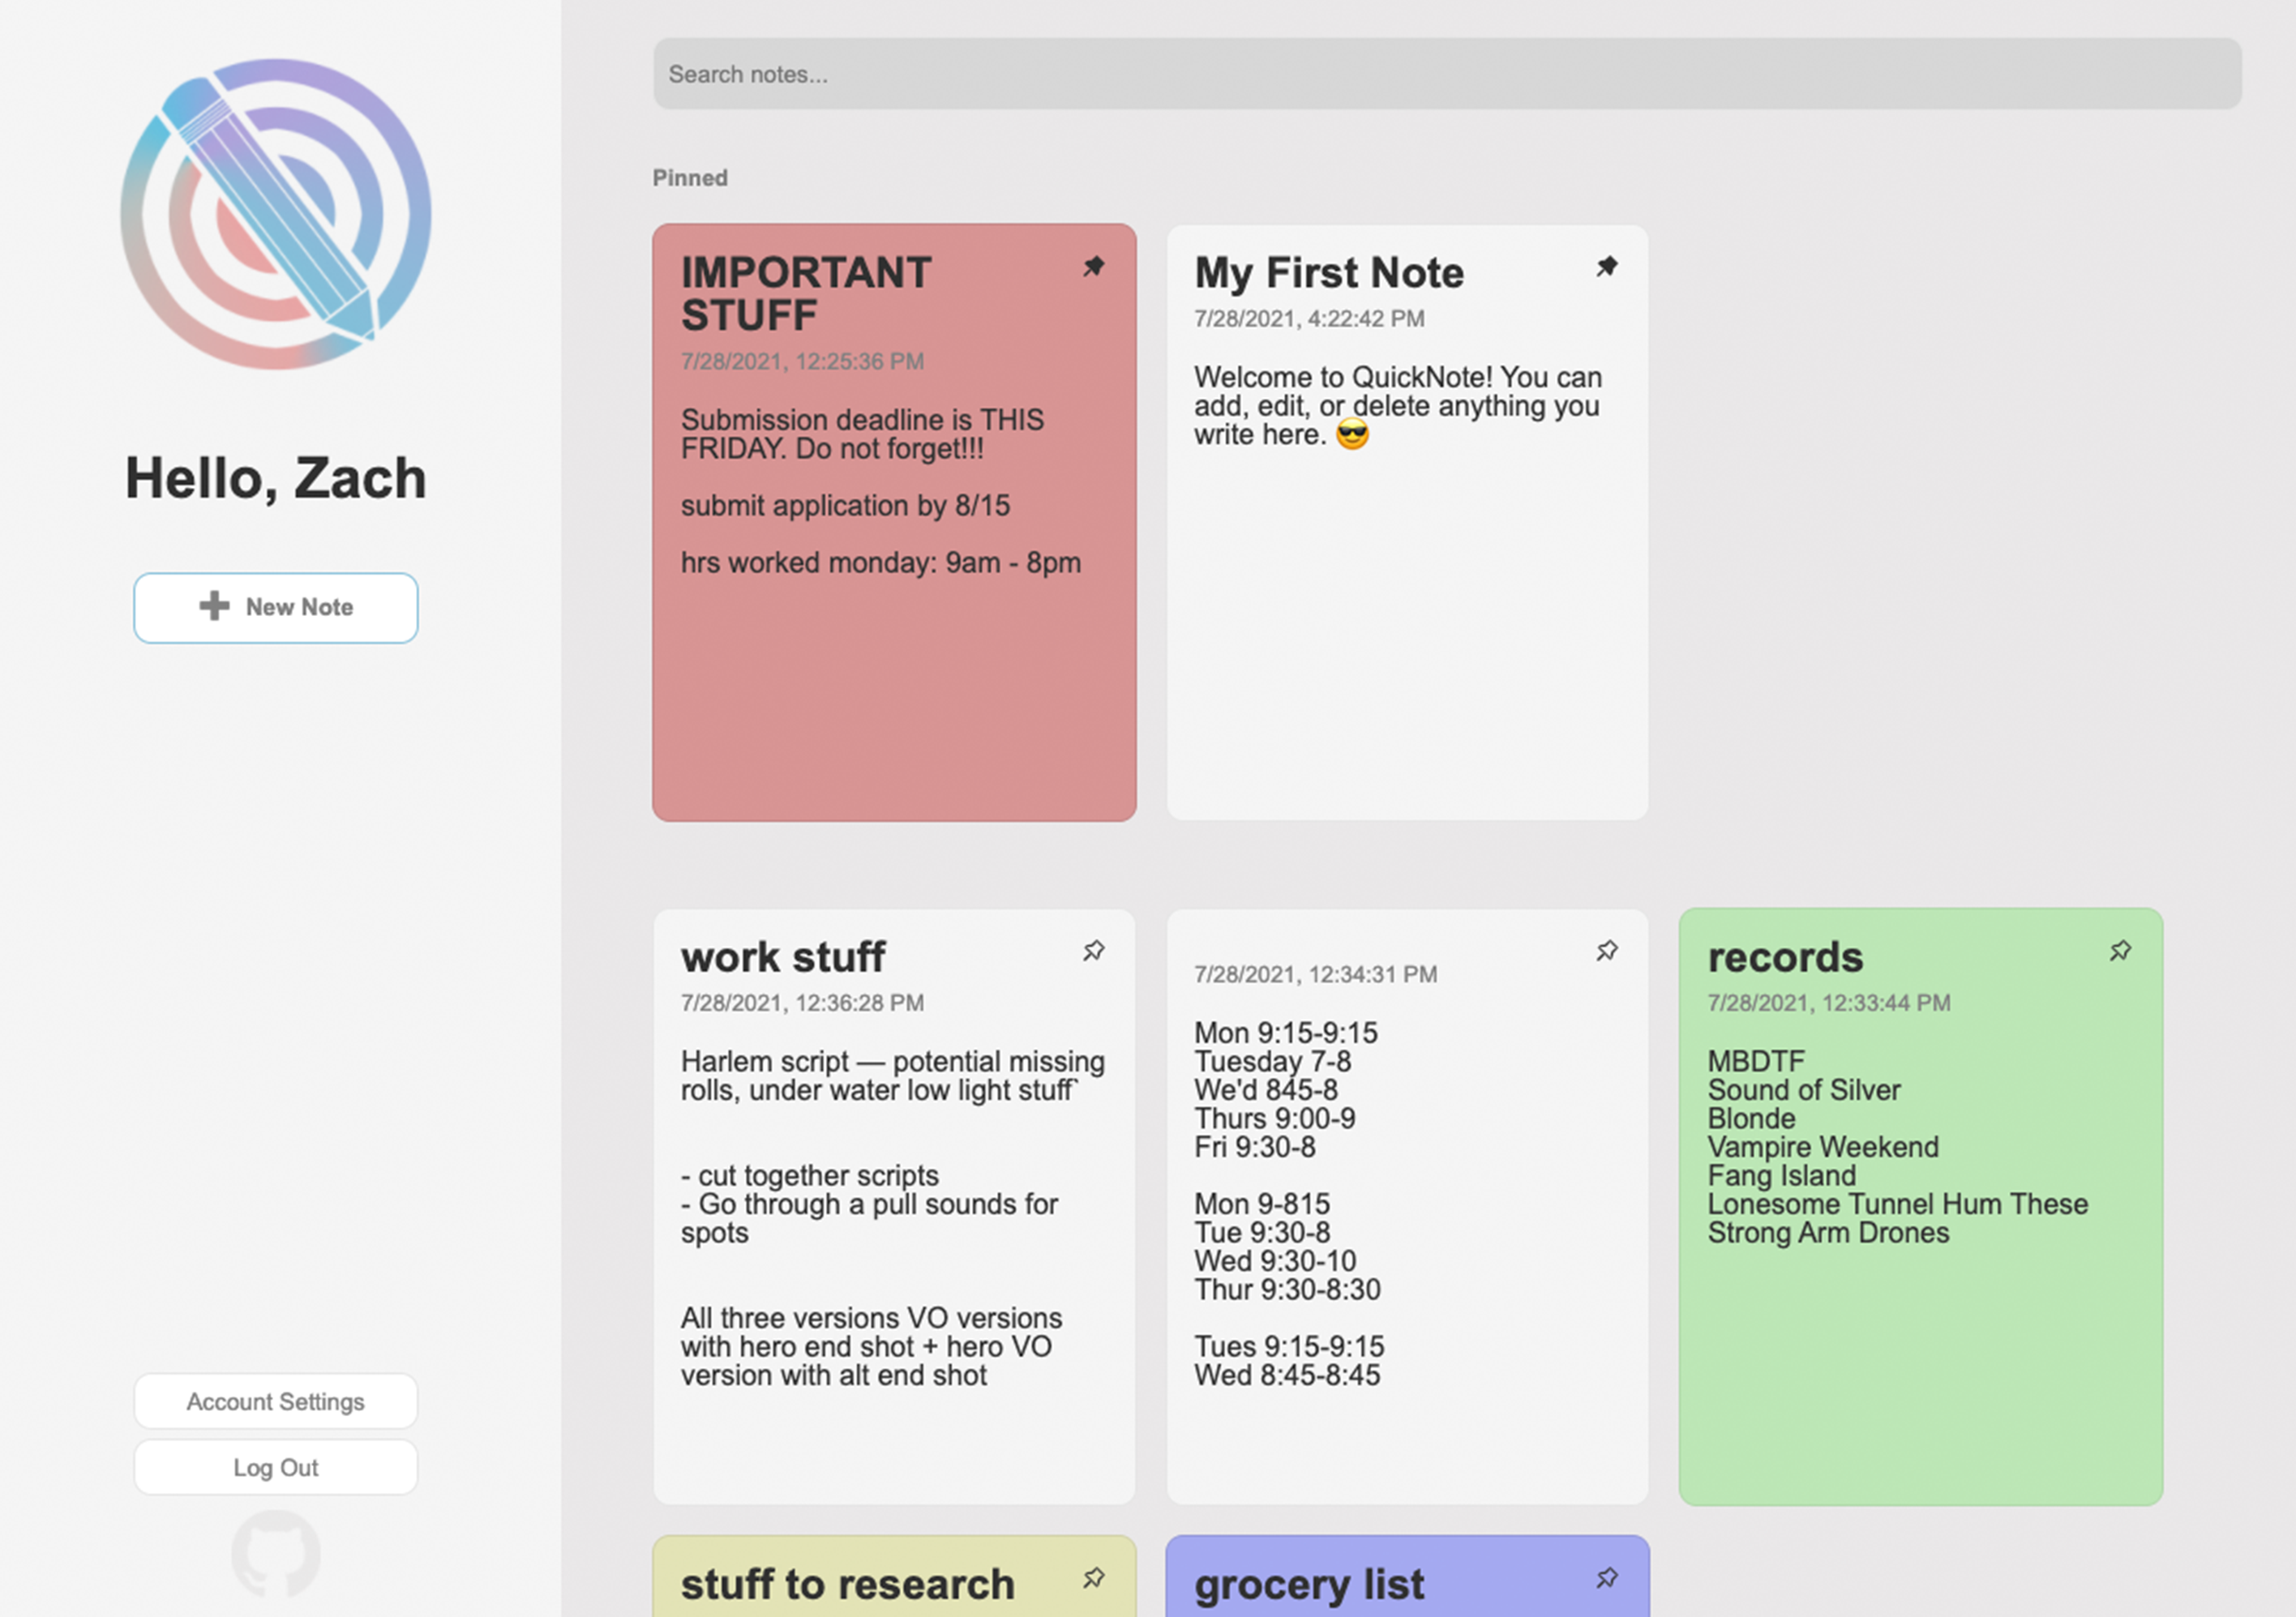 Hello, Zach
New Note
Account Settings
Log Out
Search notes...
Pinned
IMPORTANT
STUFF
7/28/2021, 12:25:36 PM
Submission deadline is THIS
FRIDAY. Do not forget!!!
submit application by 8/15
hrs worked monday: 9am - 8pm
My First Note
7/28/2021, 4:22:42 PM
Welcome to QuickNote! You can
add, edit, or delete anything you
write here. 😎
work stuff
7/28/2021, 12:36:28 PM
Harlem script — potential missing
rolls, under water low light stuff`
- cut together scripts
- Go through a pull sounds for
spots
All three versions VO versions
with hero end shot + hero VO
version with alt end shot
7/28/2021, 12:34:31 PM
Mon 9:15-9:15
Tuesday 7-8
We'd 845-8
Thurs 9:00-9
Fri 9:30-8
Mon 9-815
Tue 9:30-8
Wed 9:30-10
Thur 9:30-8:30
Tues 9:15-9:15
Wed 8:45-8:45
records
7/28/2021, 12:33:44 PM
MBDTF
Sound of Silver
Blonde
Vampire Weekend
Fang Island
Lonesome Tunnel Hum These
Strong Arm Drones
stuff to research
grocery list